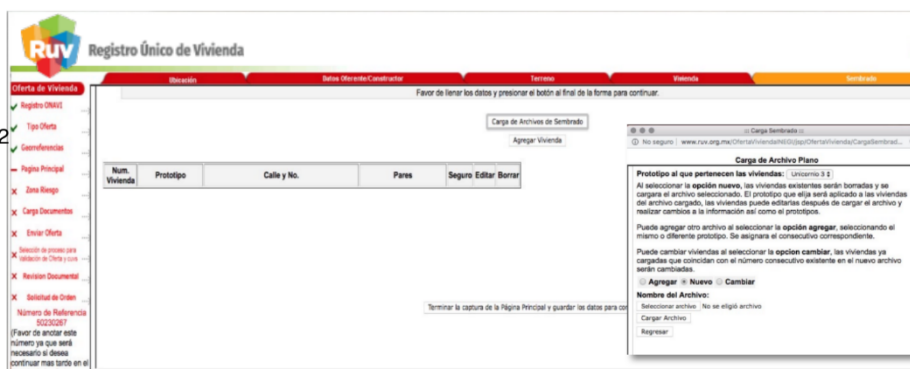 Ruv
Registro Único de Vivienda
Ubicación
Datos Oferente/Constructor
Terreno
Vivienda
Sembrado
Favor de llenar los datos y presionar el botón al final de la forma para continuar.
Oferta de Vivienda
Registro ONAVI
2
Tipo Oferta
Georreferencias
Pagina Principal
Zona Riesgo
Carga Documentos
Enviar Oferta
Selección de proceso para
Validación de Oferta y
Revision Documental
Solicitud de Orden
Número de Referencia
50230267
(Favor de anotar este
número ya que será
necesario si desea
continuar mas tarde en el
Carga de Archivos de Sembrado
Agregar Vivienda
Num. Vivienda
Prototipo
Calle y No.
Pares
Seguro
Editar
Borrar
Terminar la captura de la Página Principal y guardar los datos para con
:: Carga Sembrado ::
No seguro | www.ruv.org.mx/OfertaViviendaINEGI/jsp/OfertaVivienda/CargaSembrad...
Carga de Archivo Plano
Prototipo al que pertenecen las viviendas: Unicornio 3
Al seleccionar la opción nuevo, las viviendas existentes serán borradas y se
cargara el archivo seleccionado. El prototipo que elija será aplicado a las viviendas
del archivo cargado, las viviendas puede editarlas después de cargar el archivo y
realizar cambios a la información así como el prototipos.
Puede agregar otro archivo al seleccionar la opción agregar, seleccionando el
mismo o diferente prototipo. Se asignara el consecutivo correspondiente.
Puede cambiar viviendas al seleccionar la opcion cambiar, las viviendas ya
cargadas que coincidan con el número consecutivo existente en el nuevo archivo
serán cambiadas.
Agregar Nuevo Cambiar
Nombre del Archivo:
Seleccionar archivo No se eligió archivo
Cargar Archivo
Regresar